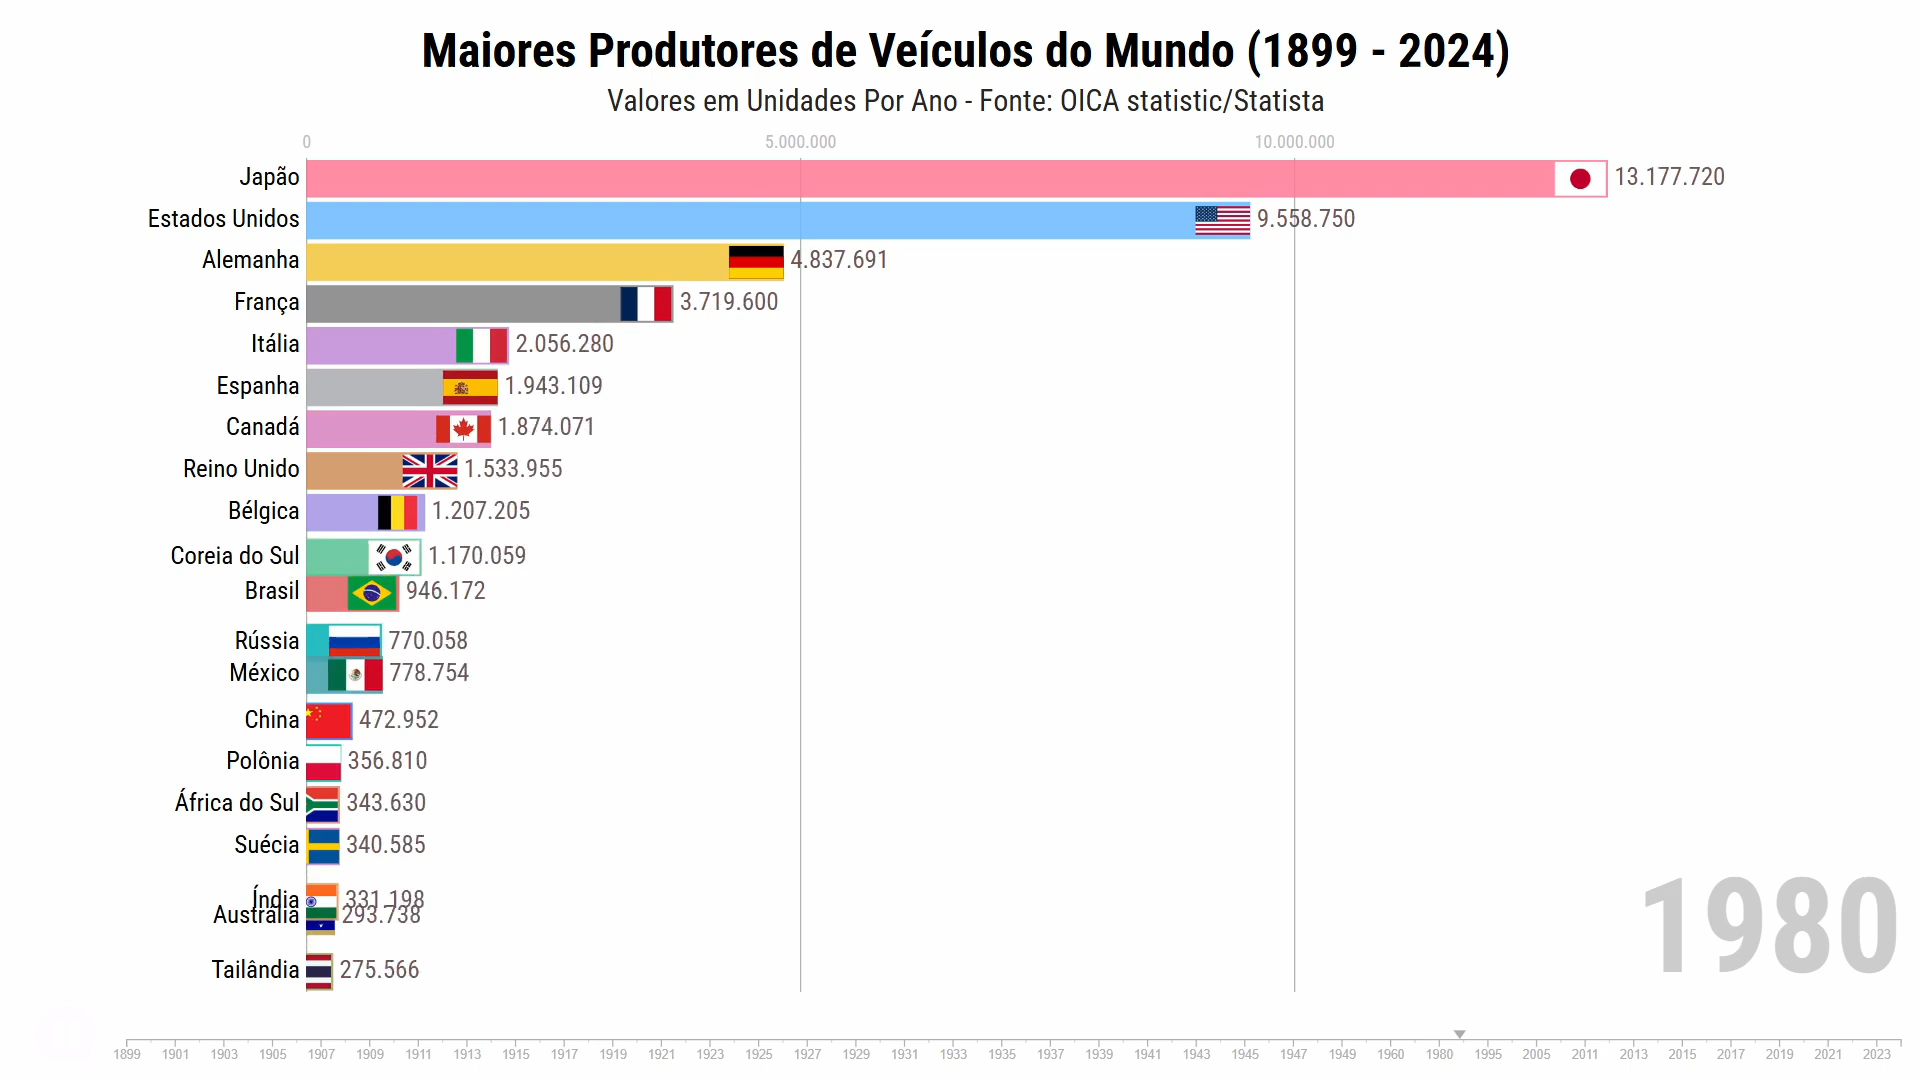 Maiores Produtores de Veículos do Mundo (1899 - 2024)
Valores em Unidades Por Ano - Fonte: OICA statistic/Statista
0 5.000.000 10.000.000
Japão 13.177.720
Estados Unidos 9.558.750
Alemanha 4.837.691
França 3.719.600
Itália 2.056.280
Espanha 1.943.109
Canadá 1.874.071
Reino Unido 1.533.955
Bélgica 1.207.205
Coreia do Sul 1.170.059
Brasil 946.172
Rússia 770.058
México 778.754
China 472.952
Polônia 356.810
África do Sul 343.630
Suécia 340.585
Índia 331.198
Australia 293.738
Tailândia 275.566
1980
1899 1901 1903 1905 1907 1909 1911 1913 1915 1917 1919 1921 1923 1925 1927 1929 1931 1933 1935 1937 1939 1941 1943 1945 1947 1949 1960 1980 1995 2005 2011 2013 2015 2017 2019 2021 2023